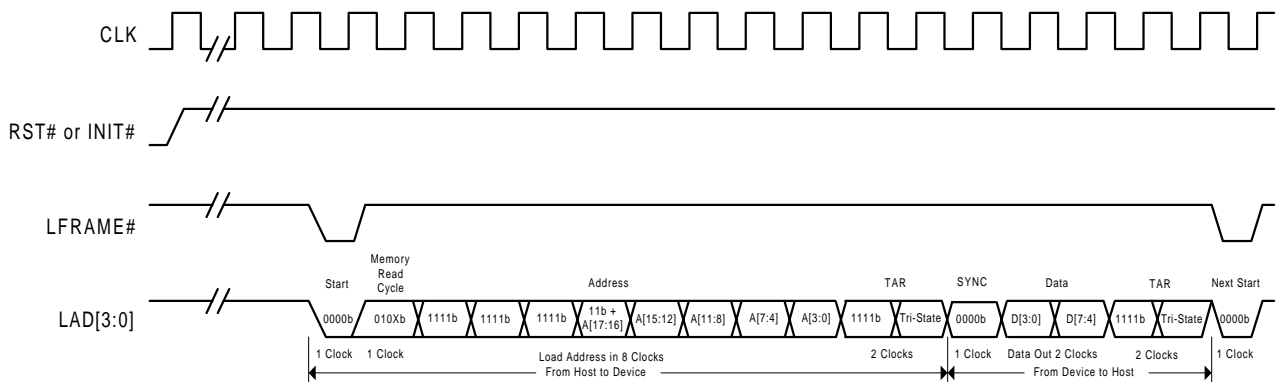 CLK
RST# or INIT#
LFRAME#
Memory
Read
Cycle
Start
Address
TAR
SYNC
Data
TAR
Next Start
LAD[3:0]
0000b 010Xb 1111b 1111b 1111b 11b + A[17:16] A[15:12] A[11:8] A[7:4] A[3:0] 1111b Tri-State 0000b D[3:0] D[7:4] 1111b Tri-State 0000b
1 Clock 1 Clock Load Address in 8 Clocks 2 Clocks 1 Clock Data Out 2 Clocks 2 Clocks 1 Clock
From Host to Device From Device to Host